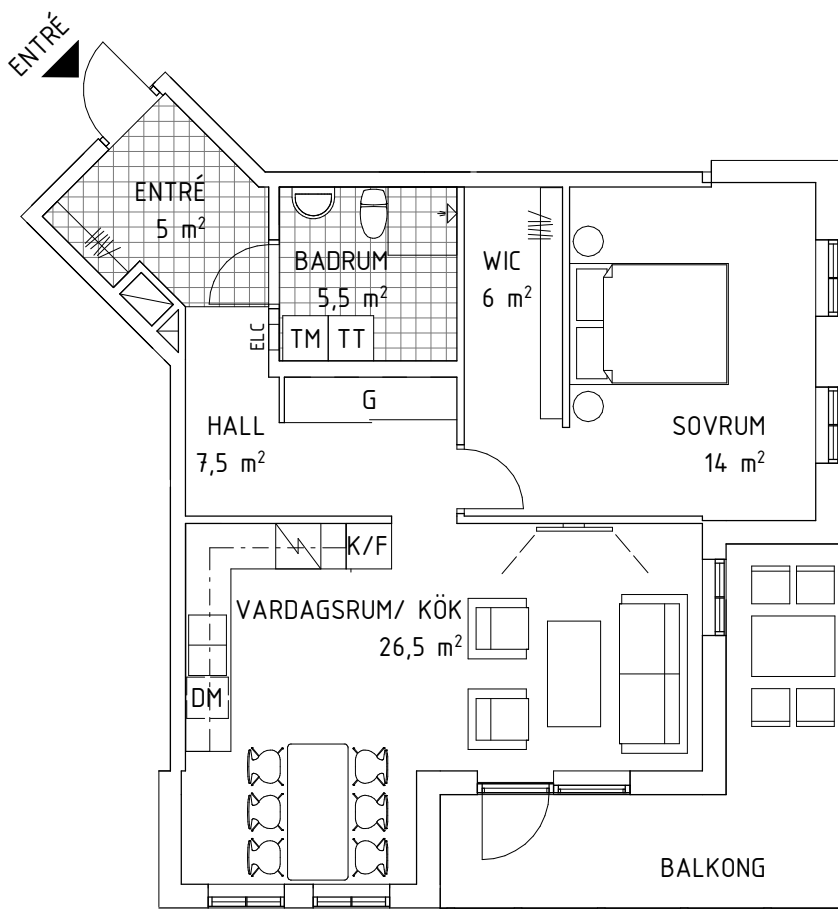 ENTRÉ
ENTRÉ
5 m²
BADRUM
5,5 m²
WIC
6 m²
TM
TT
ELC
G
HALL
7,5 m²
SOVRUM
14 m²
K/F
VARDAGSRUM/ KÖK
26,5 m²
DM
BALKONG